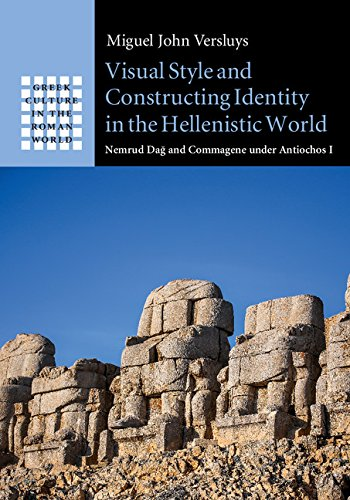 Miguel John Versluys
Visual Style and
Constructing Identity
in the Hellenistic World
Nemrud Dağ and Commagene under Antiochos I
GREEK
CULTURE
IN THE
ROMAN
WORLD